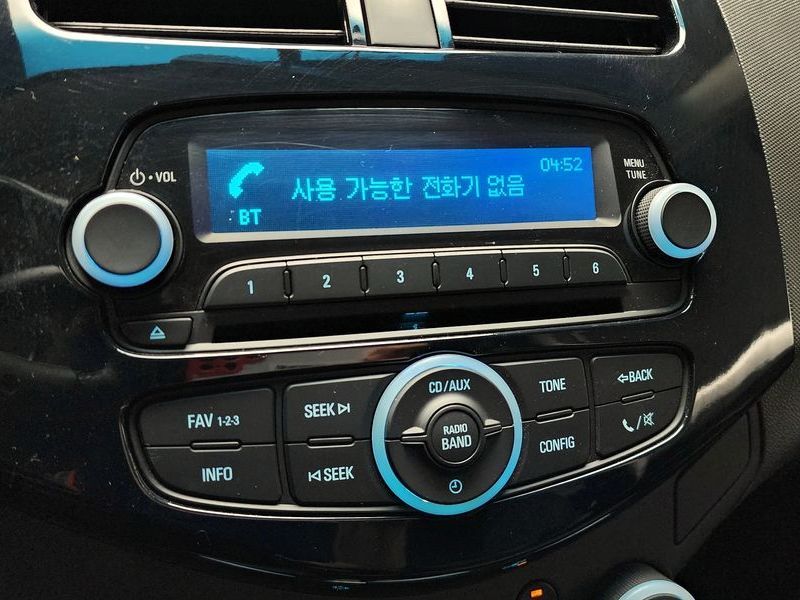 04:52
사용 가능한 전화기 없음
BT
VOL
MENU
TUNE
1 2 3 4 5 6
CD/AUX
FAV 1-2-3
SEEK
RADIO
BAND
TONE
BACK
INFO
SEEK
CONFIG